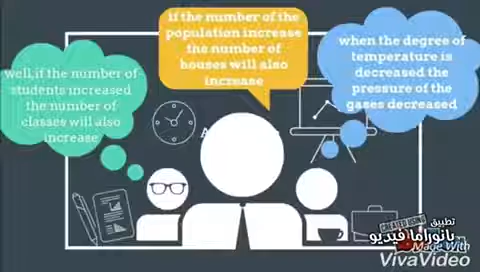 if the number of the
population increase
the number of
houses will also
increase
well,if the number of
students increased
the number of
classes will also
increase
when the degree of
temperature is
decreased the
pressure of the
gases decreased
تطبيق
بانوراما فيديو
CREATED USING
Made With
VivaVideo